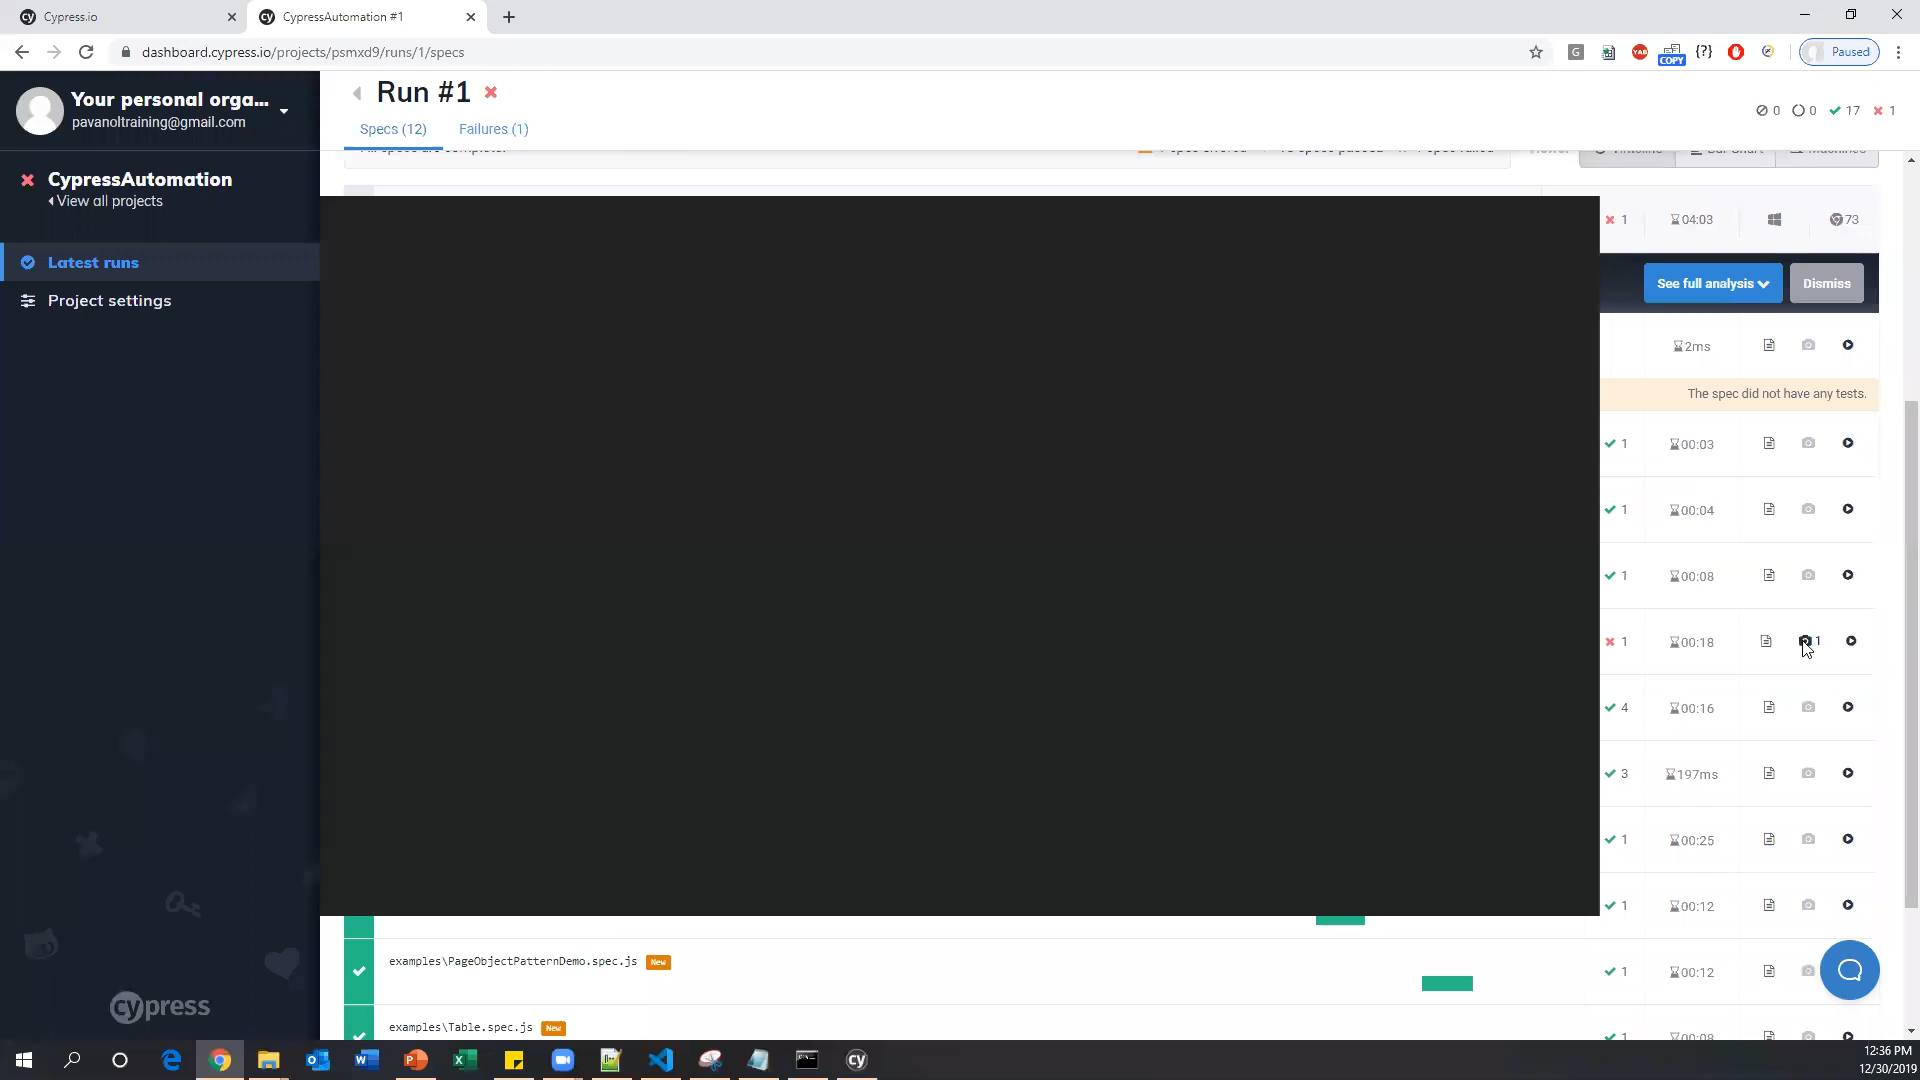 Cypress.io
CypressAutomation #1
dashboard.cypress.io/projects/psmxd9/runs/1/specs
COPY
Paused
Your personal orga...
pavanoltraining@gmail.com
Run #1
Specs (12)
Failures (1)
0 0 17 1
CypressAutomation
View all projects
Latest runs
Project settings
1 04:03 73
See full analysis
Dismiss
2ms
The spec did not have any tests.
1 00:03
1 00:04
1 00:08
1 00:18 1
4 00:16
3 197ms
1 00:25
1 00:12
examples\PageObjectPatternDemo.spec.js New
1 00:12
examples\Table.spec.js New
1 00:08
cypress
12:36 PM
12/30/2019